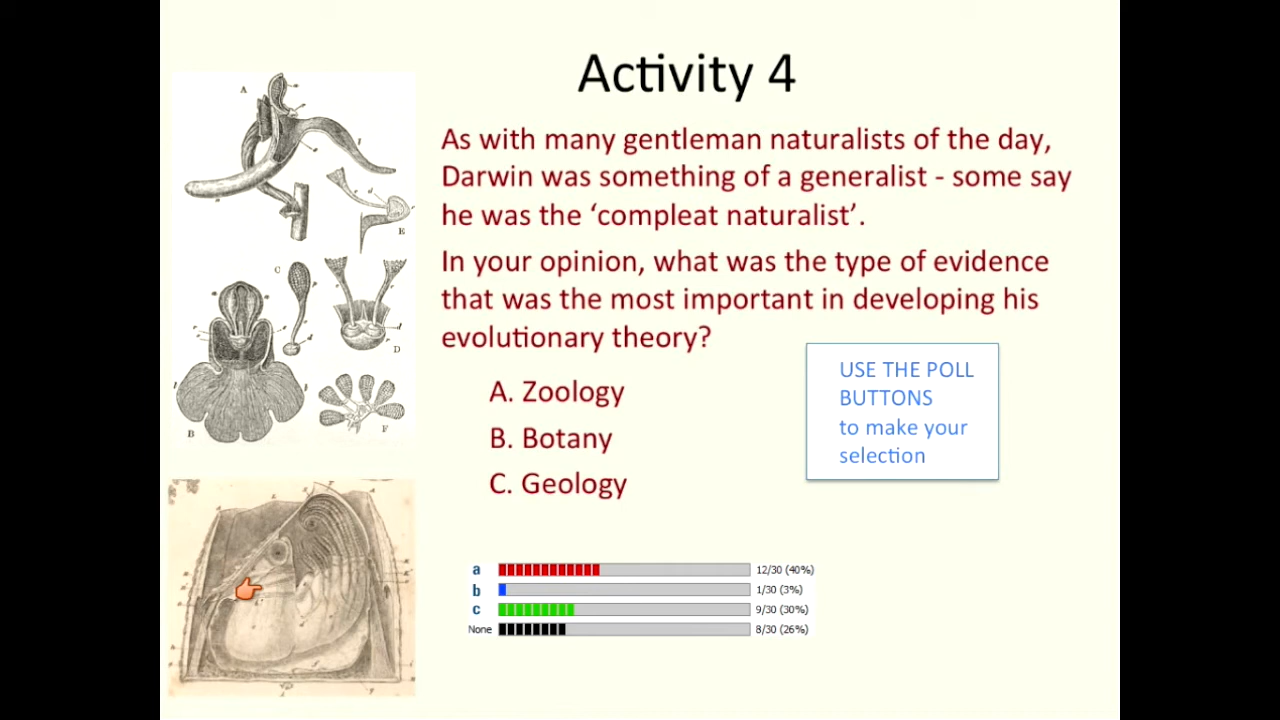 Activity 4
As with many gentleman naturalists of the day,
Darwin was something of a generalist - some say
he was the ‘compleat naturalist’.
In your opinion, what was the type of evidence
that was the most important in developing his
evolutionary theory?
A. Zoology
B. Botany
C. Geology
USE THE POLL
BUTTONS
to make your
selection
a 12/30 (40%)
b 1/30 (3%)
c 9/30 (30%)
None 8/30 (26%)
A
E
C
D
B
F